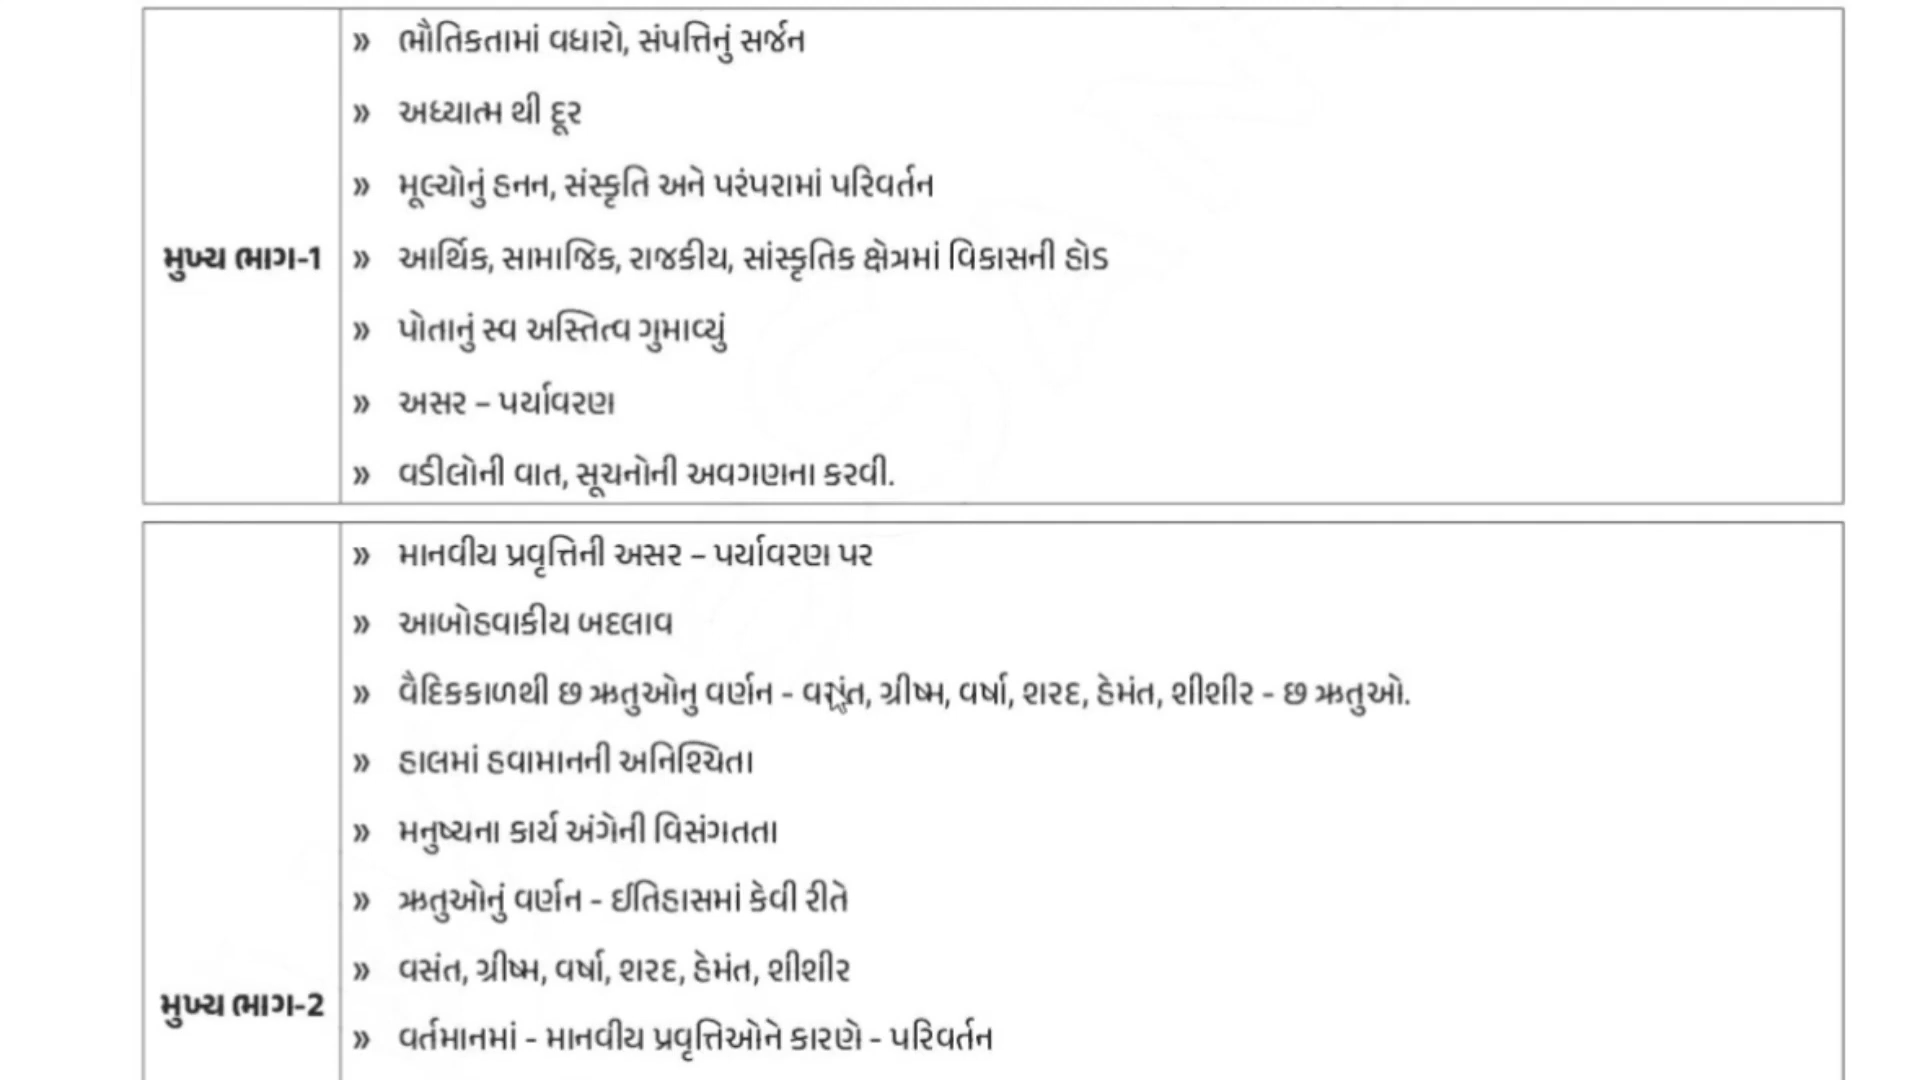 » ભૌતિકતામાં વધારો, સંપત્તિનું સર્જન
» અધ્યાત્મ થી દૂર
» મૂલ્યોનું હનન, સંસ્કૃતિ અને પરંપરામાં પરિવર્તન
મુખ્ય ભાગ-1 » આર્થિક, સામાજિક, રાજકીય, સાંસ્કૃતિક ક્ષેત્રમાં વિકાસની હોડ
» પોતાનું સ્વ અસ્તિત્વ ગુમાવ્યું
» અસર – પર્યાવરણ
» વડીલોની વાત, સૂચનોની અવગણના કરવી.
» માનવીય પ્રવૃત્તિની અસર – પર્યાવરણ પર
» આબોહવાકીય બદલાવ
» વૈદિકકાળથી છ ઋતુઓનુ વર્ણન - વસંત, ગ્રીષ્મ, વર્ષા, શરદ, હેમંત, શીશીર - છ ઋતુઓ.
» હાલમાં હવામાનની અનિશ્ચિતા
» મનુષ્યના કાર્ય અંગેની વિસંગતતા
» ઋતુઓનું વર્ણન - ઈતિહાસમાં કેવી રીતે
» વસંત, ગ્રીષ્મ, વર્ષા, શરદ, હેમંત, શીશીર
મુખ્ય ભાગ-2
» વર્તમાનમાં - માનવીય પ્રવૃત્તિઓને કારણે - પરિવર્તન